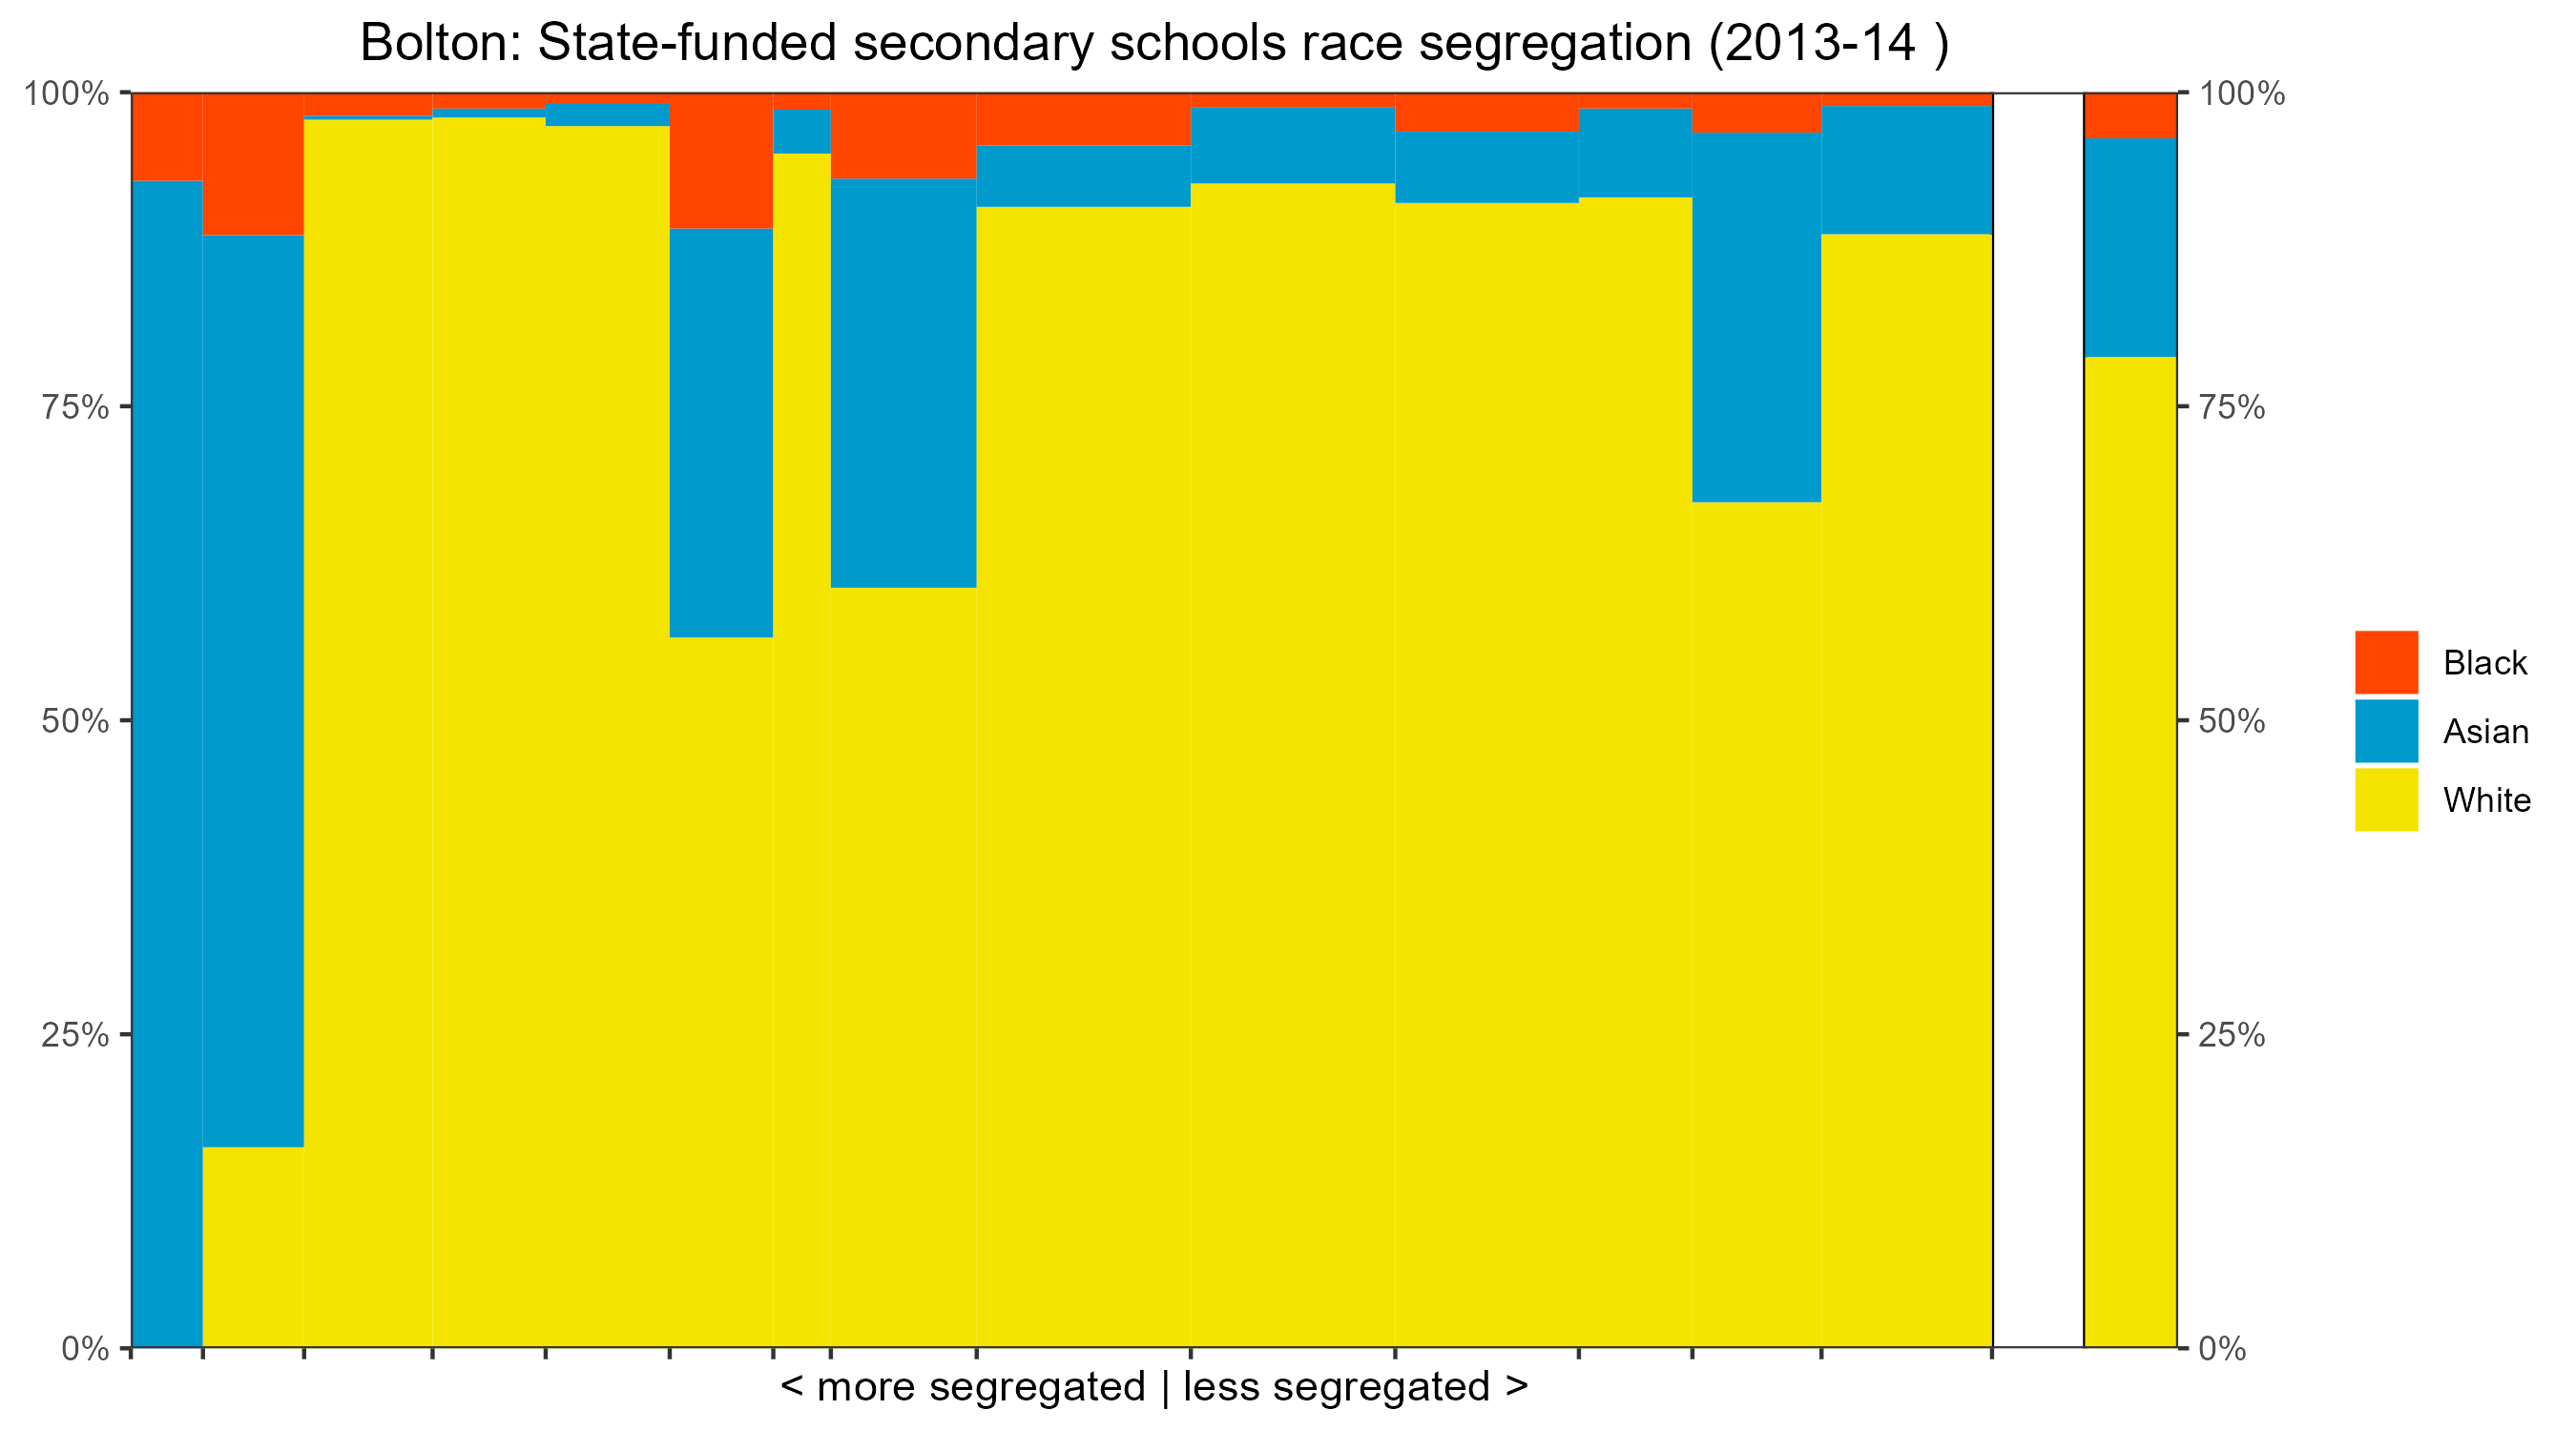 Bolton: State-funded secondary schools race segregation (2013-14 )
100%
75%
50%
25%
0%
100%
75%
50%
25%
0%
Black
Asian
White
< more segregated | less segregated >